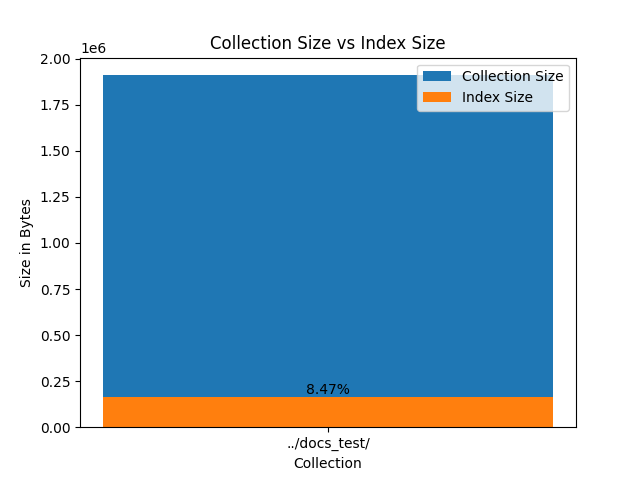 Collection Size vs Index Size
1e6
2.00
1.75
1.50
1.25
1.00
0.75
0.50
0.25
0.00
Size in Bytes
Collection Size
Index Size
8.47%
../docs_test/
Collection